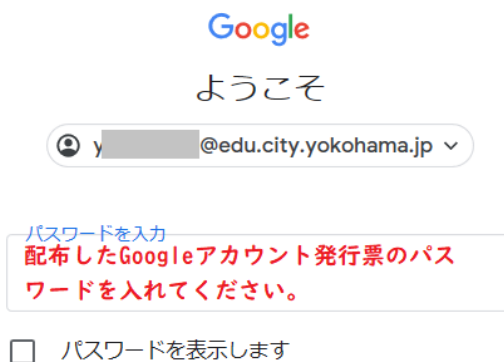 Google
ようこそ
y @edu.city.yokohama.jp
パスワードを入力
配布したGoogleアカウント発行票のパス
ワードを入れてください。
パスワードを表示します